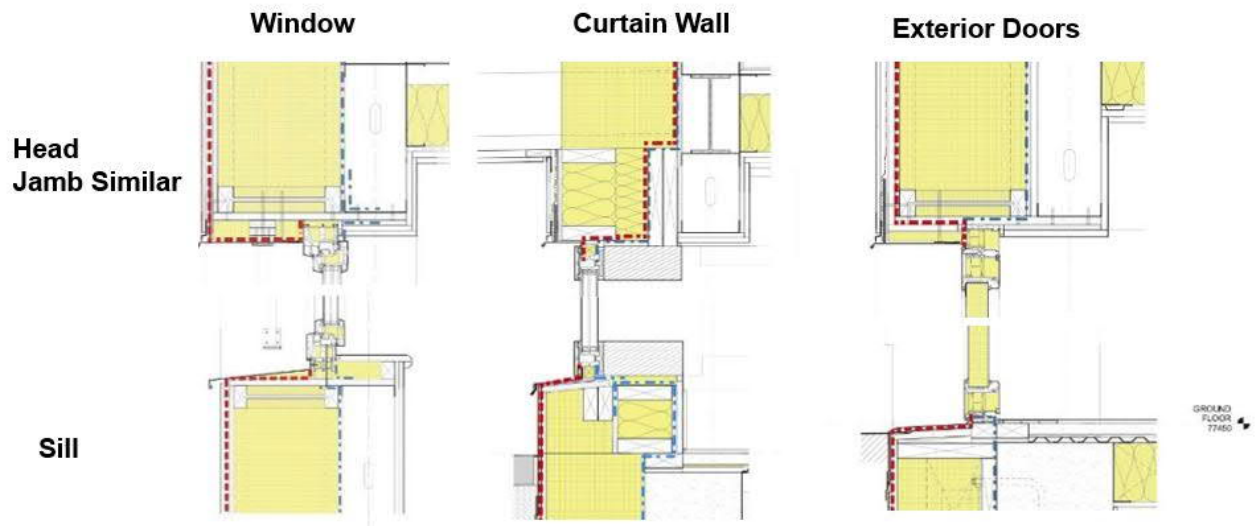 Window
Curtain Wall
Exterior Doors
Head
Jamb Similar
Sill
GROUND
FLOOR
77450